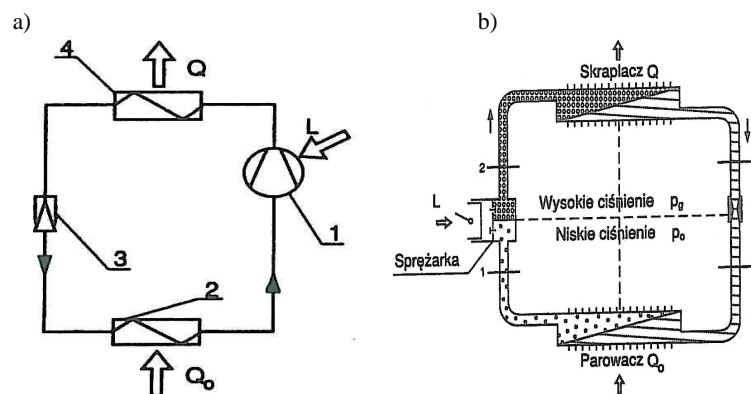 a)
b)
4
Q
L
1
3
2
Qo
Skraplacz Q
2
L
Wysokie ciśnienie pg
Niskie ciśnienie po
Sprężarka
1
Parowacz Qo